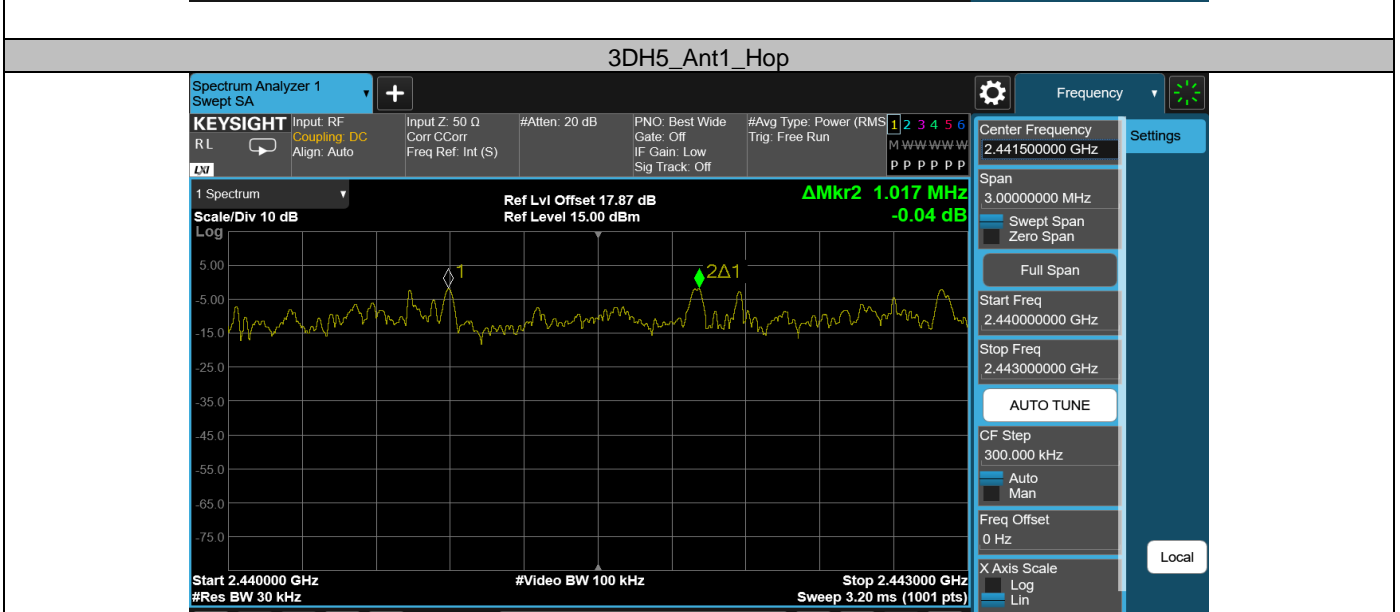 3DH5_Ant1_Hop
Spectrum Analyzer 1
Swept SA
+
Frequency
KEYSIGHT
RL
LXI
Input: RF
Coupling: DC
Align: Auto
Input Z: 50 Ω
Corr CCorr
Freq Ref: Int (S)
#Atten: 20 dB
PNO: Best Wide
Gate: Off
IF Gain: Low
Sig Track: Off
#Avg Type: Power (RMS
Trig: Free Run
1 2 3 4 5 6
M W W W W W
P P P P P P
Center Frequency
2.441500000 GHz
Settings
1 Spectrum
Scale/Div 10 dB
Log
Ref Lvl Offset 17.87 dB
Ref Level 15.00 dBm
ΔMkr2 1.017 MHz
-0.04 dB
Span
3.00000000 MHz
Swept Span
Zero Span
Full Span
Start Freq
2.440000000 GHz
Stop Freq
2.443000000 GHz
AUTO TUNE
CF Step
300.000 kHz
Auto
Man
Freq Offset
0 Hz
X Axis Scale
Log
Lin
Local
1
2Δ1
5.00
-5.00
-15.0
-25.0
-35.0
-45.0
-55.0
-65.0
-75.0
Start 2.440000 GHz
#Res BW 30 kHz
#Video BW 100 kHz
Stop 2.443000 GHz
Sweep 3.20 ms (1001 pts)